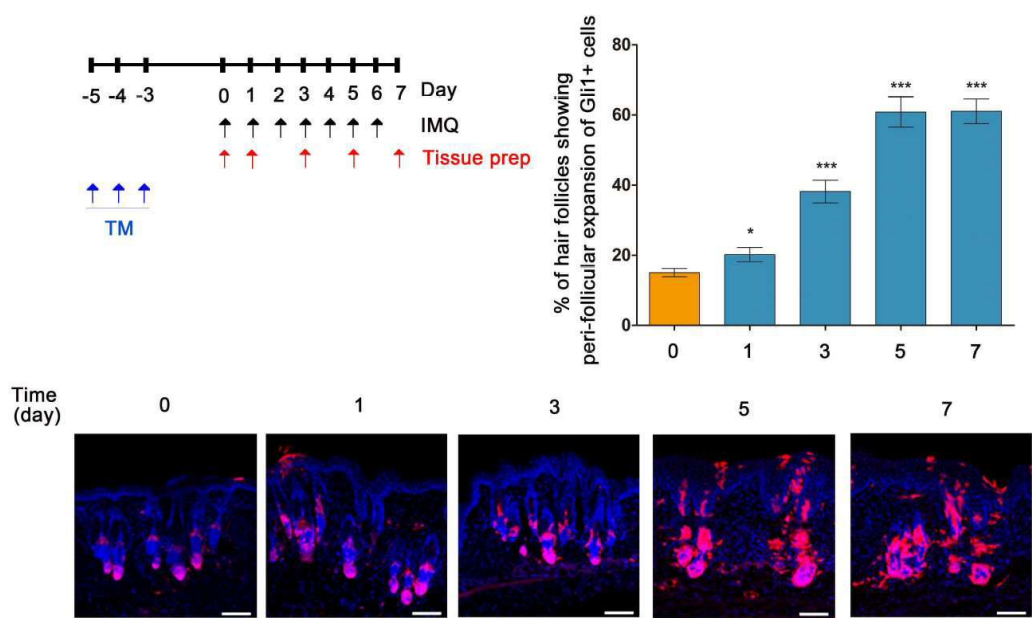 -5 -4 -3 0 1 2 3 4 5 6 7 Day
IMQ
Tissue prep
TM
% of hair follicles showing
peri-follicular expansion of Gli1+ cells
80
60
40
20
0
* *** *** ***
0 1 3 5 7
Time
(day)
0 1 3 5 7